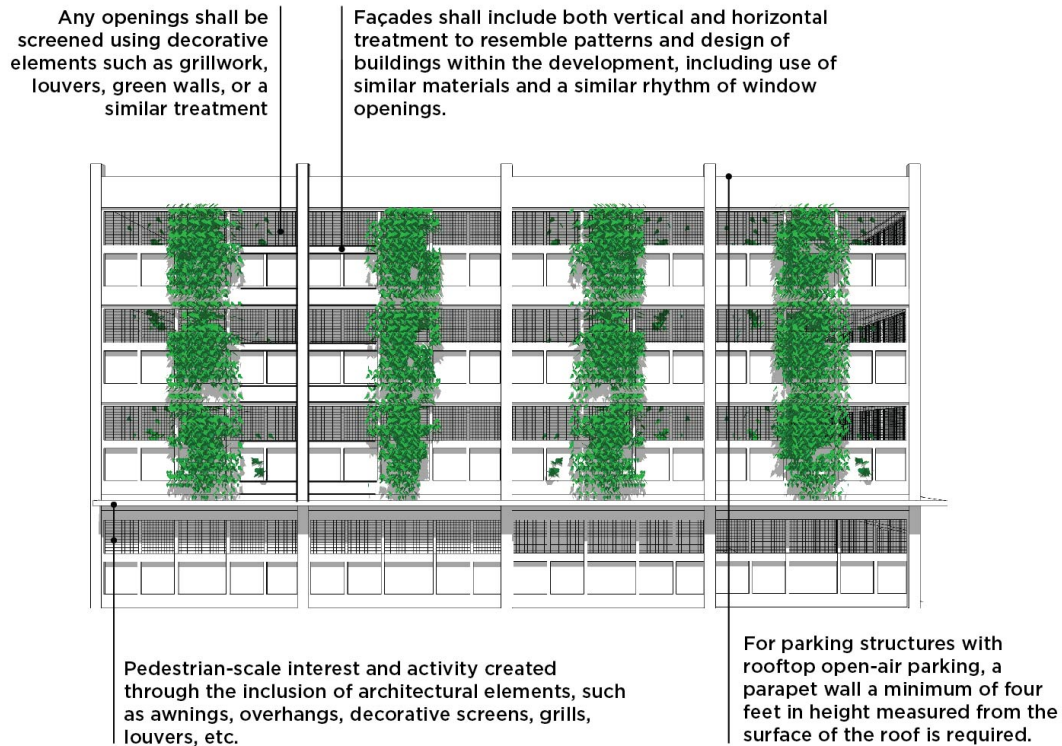 Any openings shall be
screened using decorative
elements such as grillwork,
louvers, green walls, or a
similar treatment
Façades shall include both vertical and horizontal
treatment to resemble patterns and design of
buildings within the development, including use of
similar materials and a similar rhythm of window
openings.
Pedestrian-scale interest and activity created
through the inclusion of architectural elements, such
as awnings, overhangs, decorative screens, grills,
louvers, etc.
For parking structures with
rooftop open-air parking, a
parapet wall a minimum of four
feet in height measured from the
surface of the roof is required.